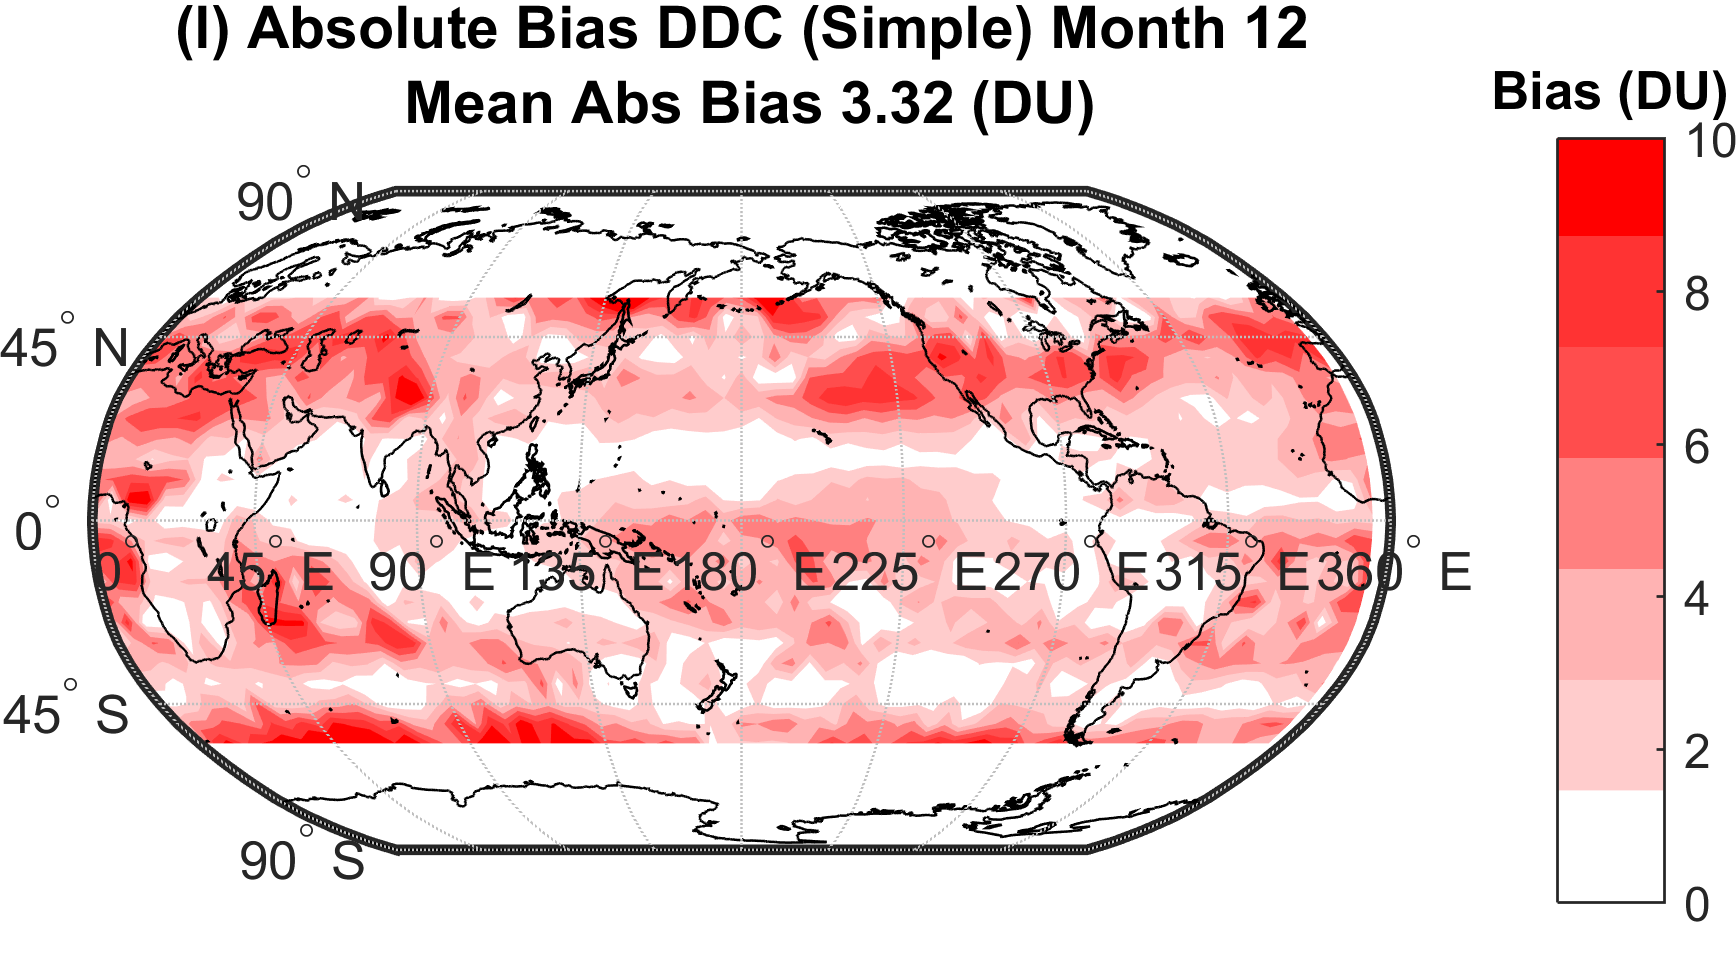 (l) Absolute Bias DDC (Simple) Month 12
Mean Abs Bias 3.32 (DU)
Bias (DU)
10
8
6
4
2
0
90° N
45° N
0°
0° 45° E 90° E 135° E 180° E 225° E 270° E 315° E 360° E
45° S
90° S